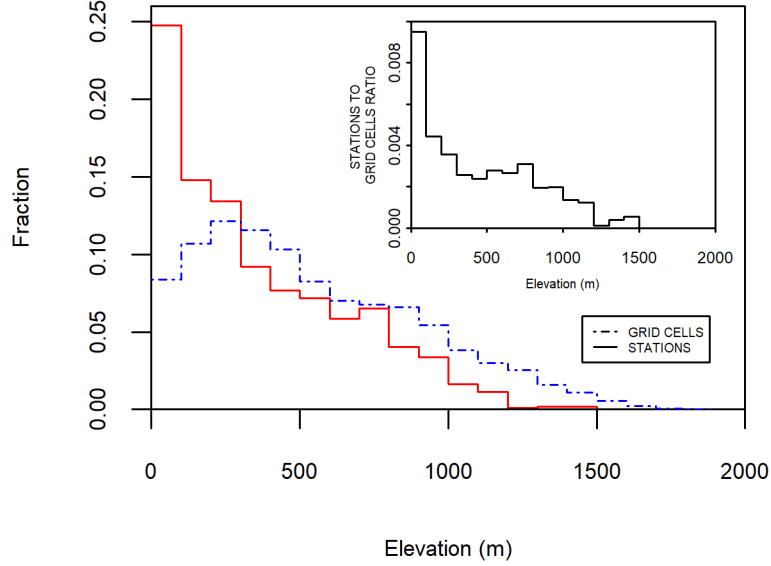 0.25
0.20
0.15
0.10
0.05
0.00
Fraction
0
500
1000
1500
2000
Elevation (m)
0.008
0.004
0.000
STATIONS TO
GRID CELLS RATIO
0
500
1000
1500
2000
Elevation (m)
GRID CELLS
STATIONS